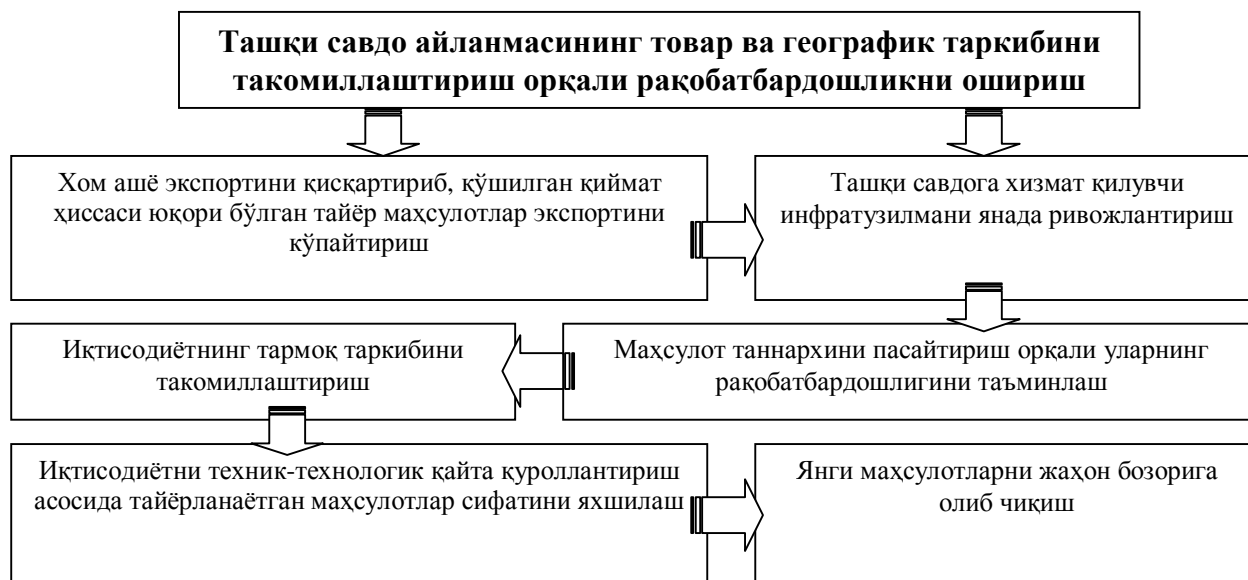 Ташқи савдо айланмасининг товар ва географик таркибини
такомиллаштириш орқали рақобатбардошликни ошириш
Хом ашё экспортини қисқартириб, қўшилган қиймат
ҳиссаси юқори бўлган тайёр маҳсулотлар экспортини
кўпайтириш
Ташқи савдога хизмат қилувчи
инфратузилмани янада ривожлантириш
Иқтисодиётнинг тармоқ таркибини
такомиллаштириш
Маҳсулот таннархини пасайтириш орқали уларнинг
рақобатбардошлигини таъминлаш
Иқтисодиётни техник-технологик қайта қуроллантириш
асосида тайёрланаётган маҳсулотлар сифатини яхшилаш
Янги маҳсулотларни жаҳон бозорига
олиб чиқиш